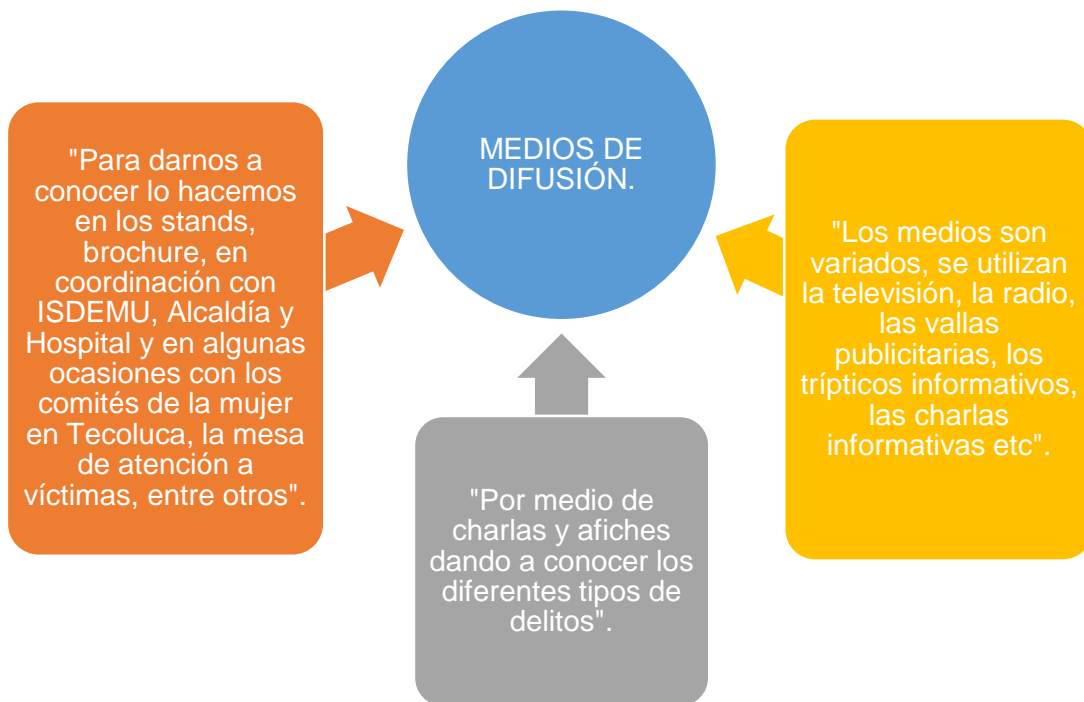 MEDIOS DE
DIFUSIÓN.
"Para darnos a
conocer lo hacemos
en los stands,
brochure, en
coordinación con
ISDEMU, Alcaldía y
Hospital y en algunas
ocasiones con los
comités de la mujer
en Tecoluca, la mesa
de atención a
víctimas, entre otros".
"Por medio de
charlas y afiches
dando a conocer los
diferentes tipos de
delitos".
"Los medios son
variados, se utilizan
la televisión, la radio,
las vallas
publicitarias, los
trípticos informativos,
las charlas
informativas etc".